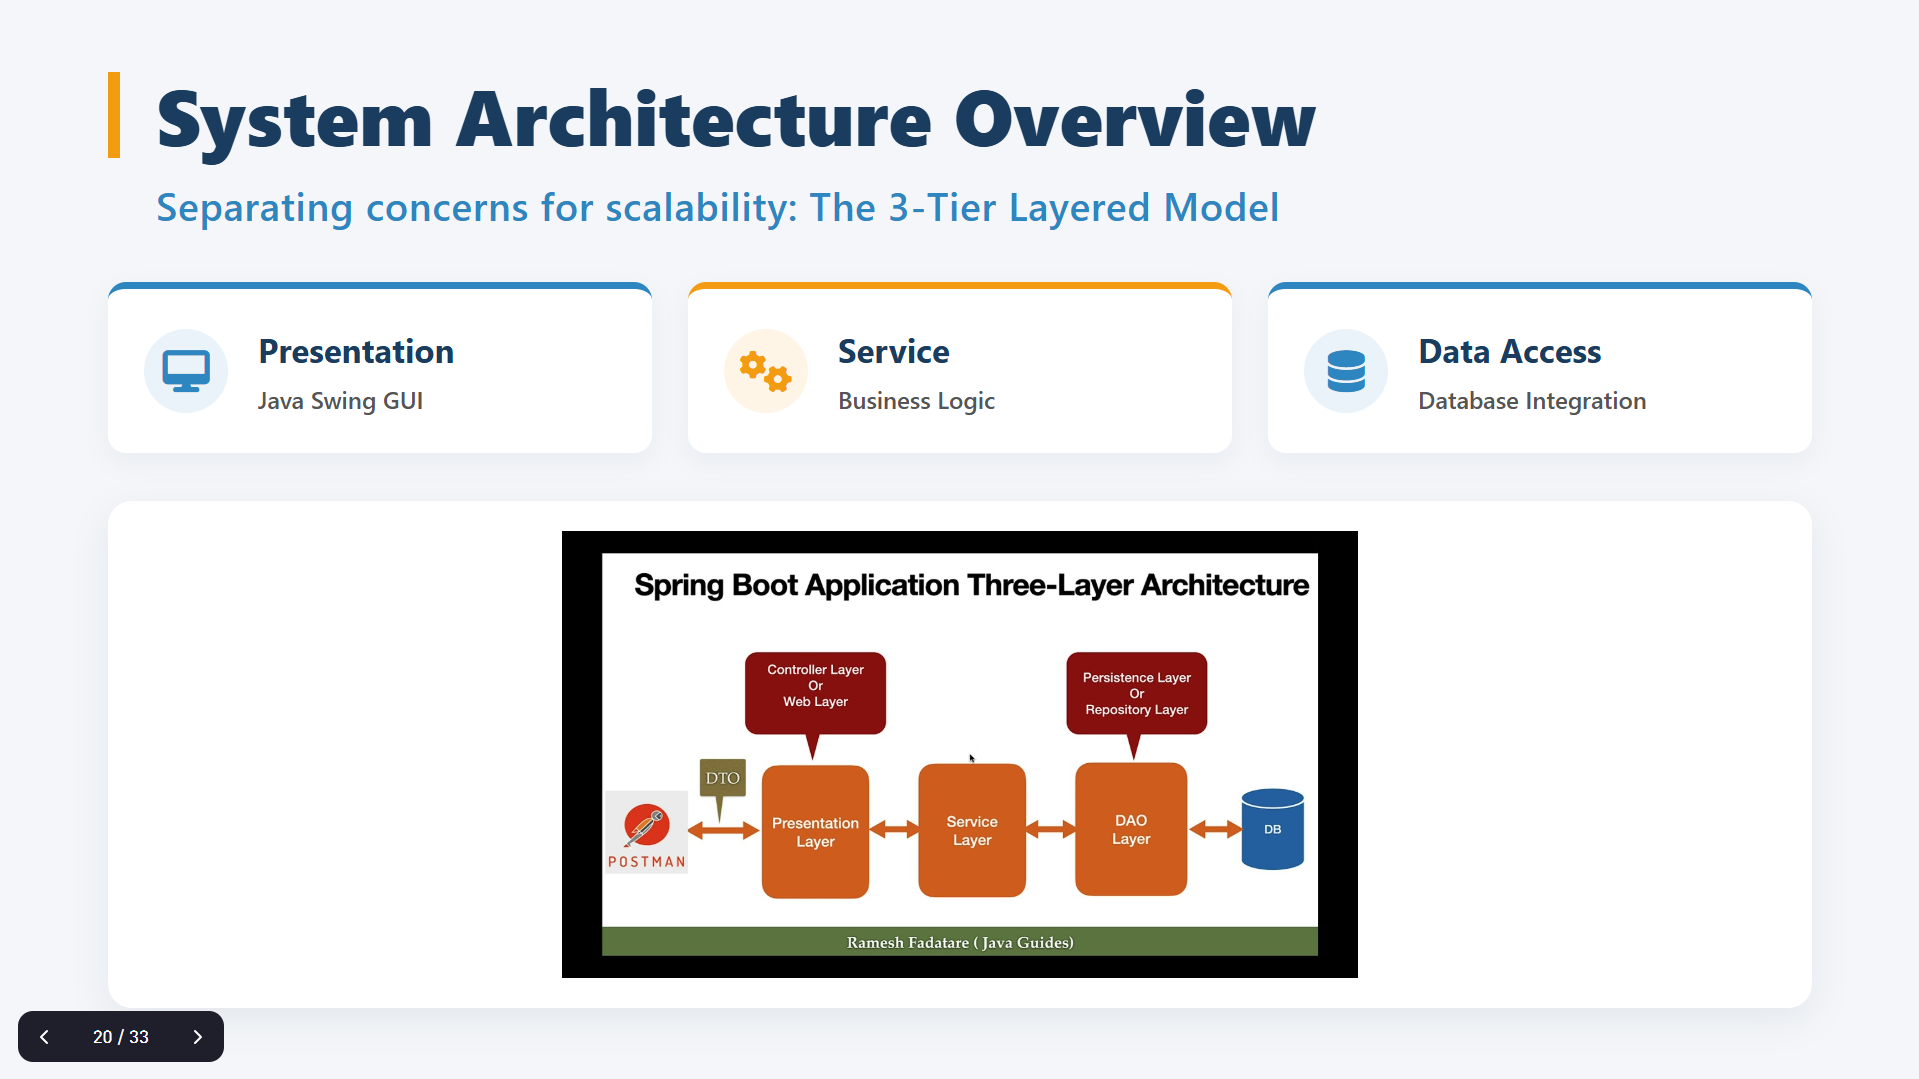 System Architecture Overview
Separating concerns for scalability: The 3-Tier Layered Model
Presentation
Java Swing GUI
Service
Business Logic
Data Access
Database Integration
Spring Boot Application Three-Layer Architecture
Controller Layer
Or
Web Layer
Persistence Layer
Or
Repository Layer
DTO
POSTMAN
Presentation
Layer
Service
Layer
DAO
Layer
DB
Ramesh Fadatare ( Java Guides)
20 / 33